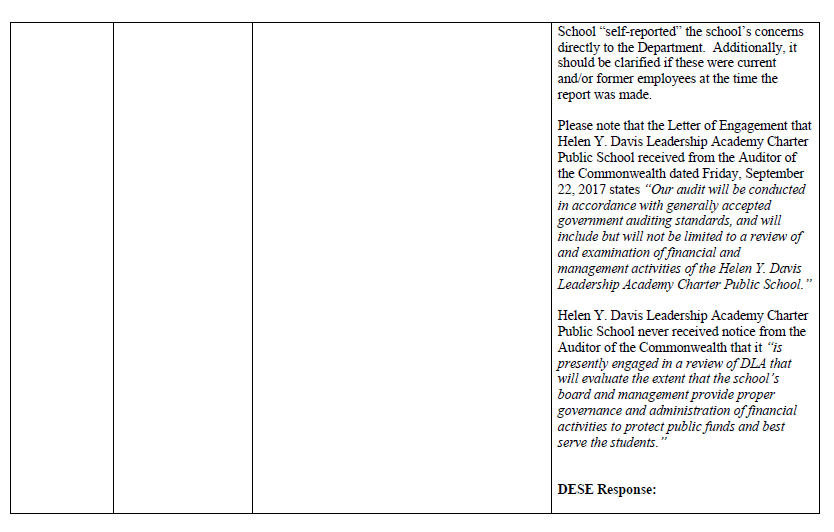 School “self-reported” the school’s concerns
directly to the Department.  Additionally, it
should be clarified if these were current
and/or former employees at the time the
report was made.
Please note that the Letter of Engagement that
Helen Y. Davis Leadership Academy Charter
Public School received from the Auditor of
the Commonwealth dated Friday, September
22, 2017 states “Our audit will be conducted
in accordance with generally accepted
government auditing standards, and will
include but will not be limited to a review of
and examination of financial and
management activities of the Helen Y. Davis
Leadership Academy Charter Public School.”
Helen Y. Davis Leadership Academy Charter
Public School never received notice from the
Auditor of the Commonwealth that it “is
presently engaged in a review of DLA that
will evaluate the extent that the school’s
board and management provide proper
governance and administration of financial
activities to protect public funds and best
serve the students.”
DESE Response: